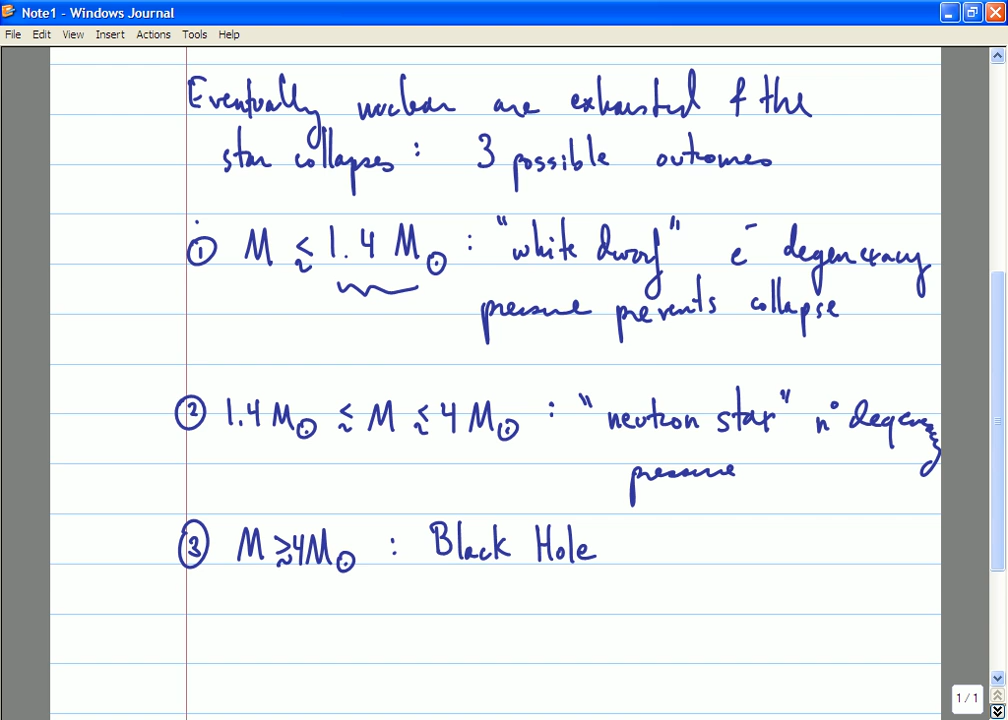 Note1 - Windows Journal
File Edit View Insert Actions Tools Help
Eventually nuclear are exhausted & the
star collapses : 3 possible outcomes
① M ≲ 1.4 M⊙ : "white dwarf" e⁻ degeneracy
pressure prevents collapse
② 1.4 M⊙ ≲ M ≲ 4 M⊙ : "neutron star" n° degeneracy
pressure
③ M ≳ 4 M⊙ : Black Hole
1 / 1